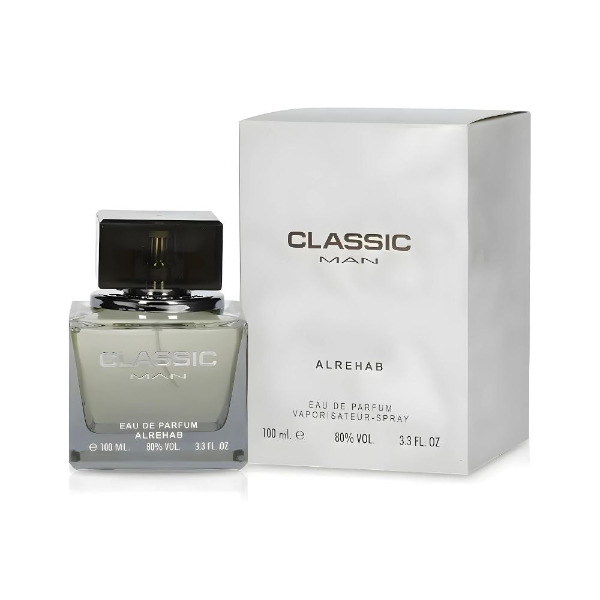 CLASSIC
MAN
EAU DE PARFUM
ALREHAB
℮ 100 ML. 80% VOL. 3.3 FL. OZ
CLASSIC
MAN
ALREHAB
EAU DE PARFUM
VAPORISATEUR-SPRAY
100 ml. ℮ 80% VOL. 3.3 FL. OZ